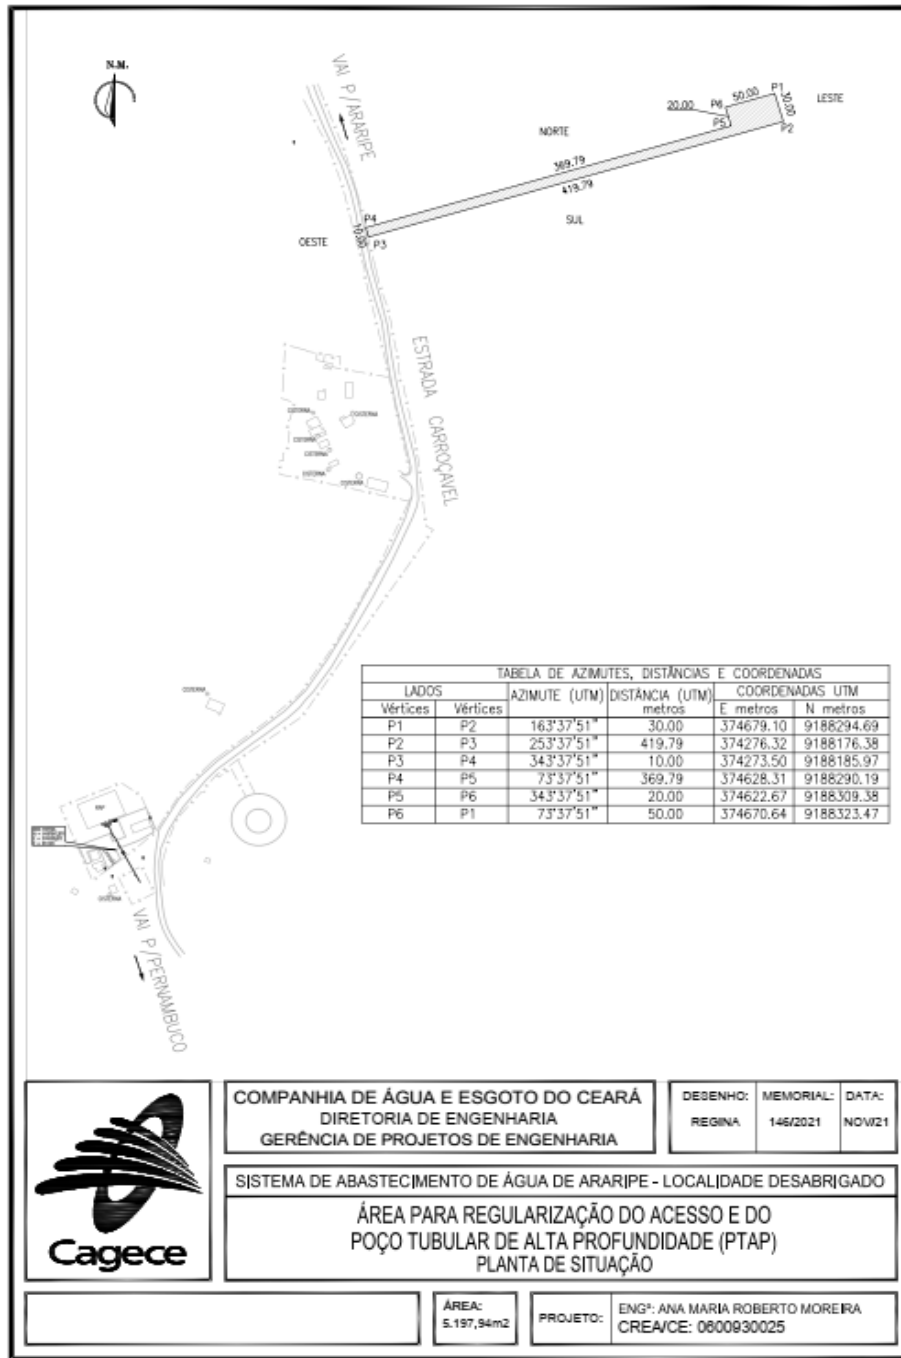 N.M.
VAI P/ARARIPE
NORTE
LESTE
OESTE
SUL
P1
P2
P3
P4
P5
P6
50.00
30.00
20.00
369.79
419.79
10.00
ESTRADA CARROÇAVEL
CISTERNA
CISTERNA
CISTERNA
CISTERNA
CISTERNA
CISTERNA
CISTERNA
CISTERNA
VAI P/PERNAMBUCO
TABELA DE AZIMUTES, DISTÂNCIAS E COORDENADAS
LADOS AZIMUTE (UTM) DISTÂNCIA (UTM) COORDENADAS UTM
Vértices Vértices metros E metros N metros
P1 P2 163°37'51" 30.00 374679.10 9188294.69
P2 P3 253°37'51" 419.79 374276.32 9188176.38
P3 P4 343°37'51" 10.00 374273.50 9188185.97
P4 P5 73°37'51" 369.79 374628.31 9188290.19
P5 P6 343°37'51" 20.00 374622.67 9188309.38
P6 P1 73°37'51" 50.00 374670.64 9188323.47
Cagece
COMPANHIA DE ÁGUA E ESGOTO DO CEARÁ
DIRETORIA DE ENGENHARIA
GERÊNCIA DE PROJETOS DE ENGENHARIA
DESENHO: MEMORIAL: DATA:
REGINA 146/2021 NOV/21
SISTEMA DE ABASTECIMENTO DE ÁGUA DE ARARIPE - LOCALIDADE DESABRIGADO
ÁREA PARA REGULARIZAÇÃO DO ACESSO E DO
POÇO TUBULAR DE ALTA PROFUNDIDADE (PTAP)
PLANTA DE SITUAÇÃO
ÁREA:
5.197,94m2
PROJETO:
ENGª: ANA MARIA ROBERTO MOREIRA
CREA/CE: 0600930025